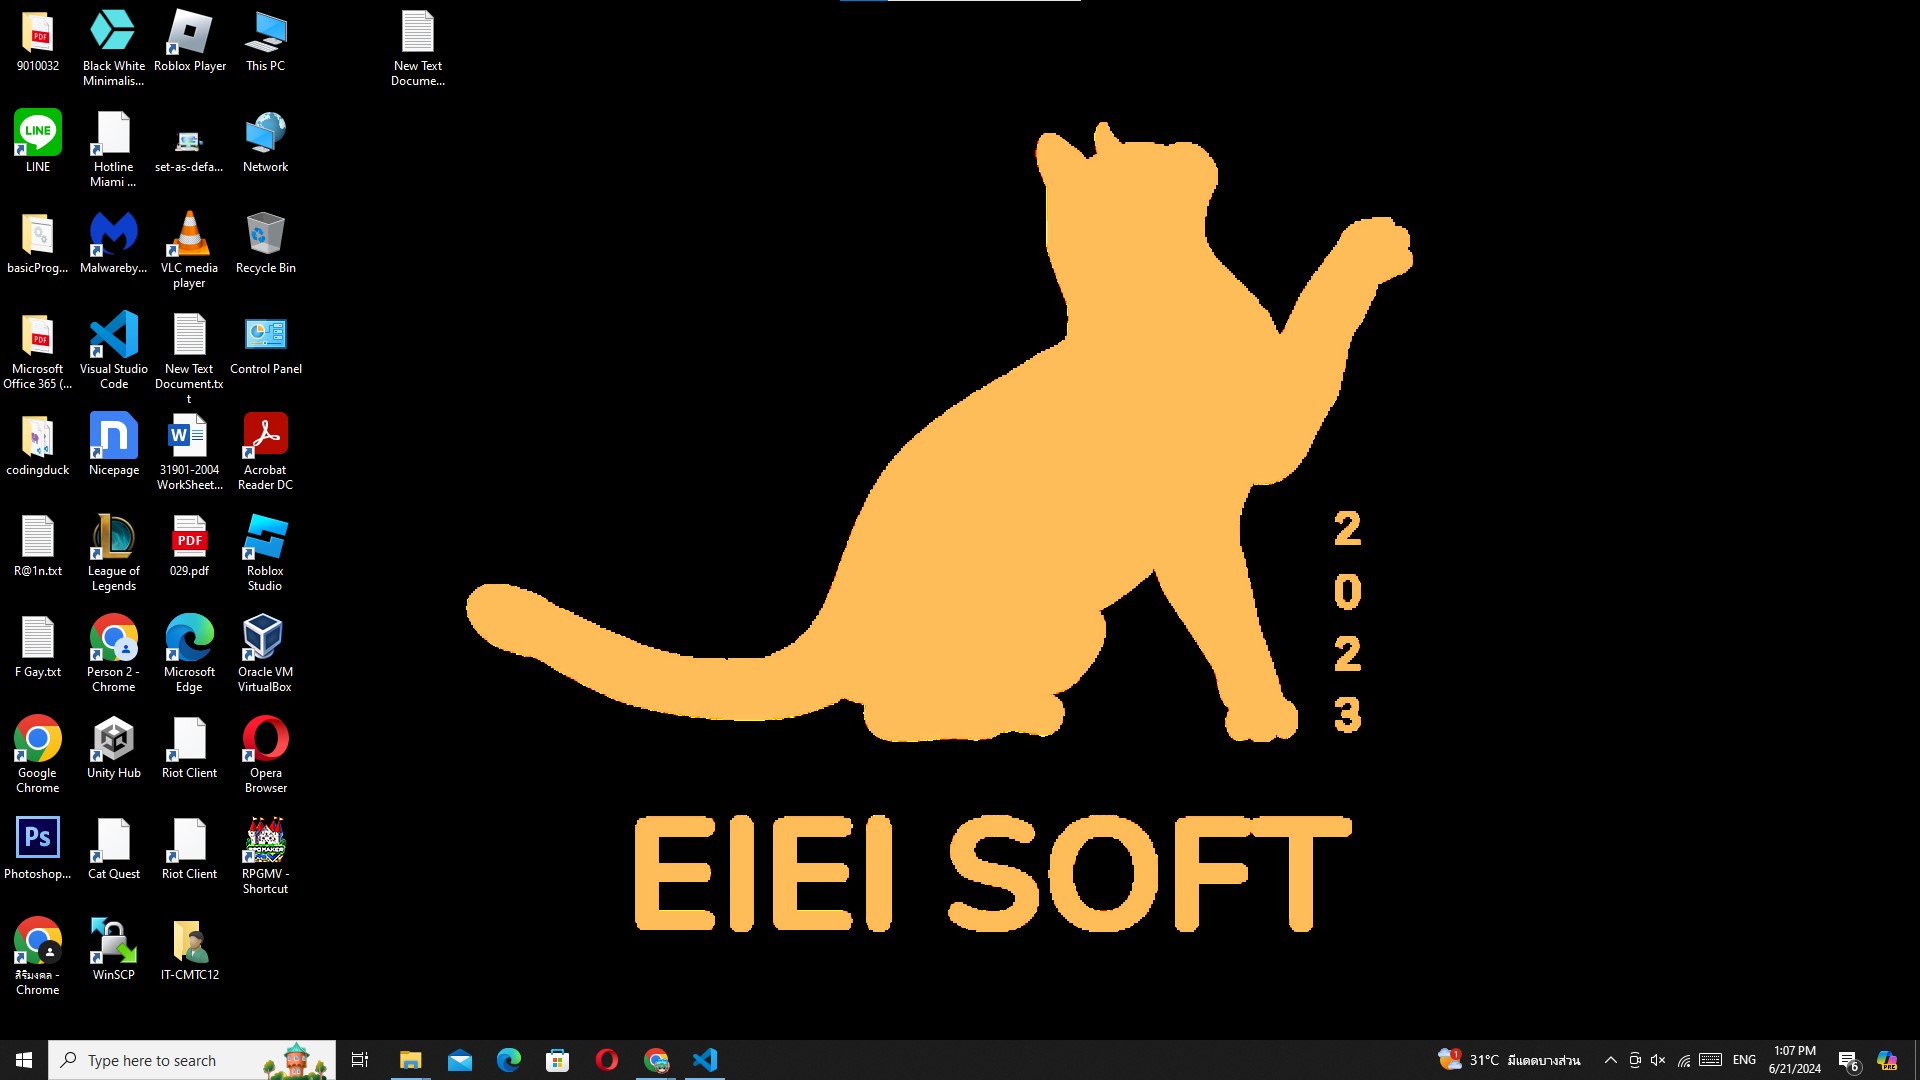 9010032
Black White
Minimalis...
Roblox Player
This PC
New Text
Docume...
LINE
LINE
Hotline
Miami ...
set-as-defa...
Network
basicProg...
Malwareby...
VLC media
player
Recycle Bin
PDF
Microsoft
Office 365 (...
Visual Studio
Code
New Text
Document.tx
t
Control Panel
codingduck
Nicepage
31901-2004
WorkSheet...
Acrobat
Reader DC
R@1n.txt
League of
Legends
PDF
029.pdf
Roblox
Studio
F Gay.txt
Person 2 -
Chrome
Microsoft
Edge
Oracle VM
VirtualBox
Google
Chrome
Unity Hub
Riot Client
Opera
Browser
Ps
Photoshop...
Cat Quest
Riot Client
RPGMV -
Shortcut
สิริมงคล -
Chrome
WinSCP
IT-CMTC12
2
0
2
3
EIEI SOFT
Type here to search
31°C มีแดดบางส่วน
ENG
1:07 PM
6/21/2024
6